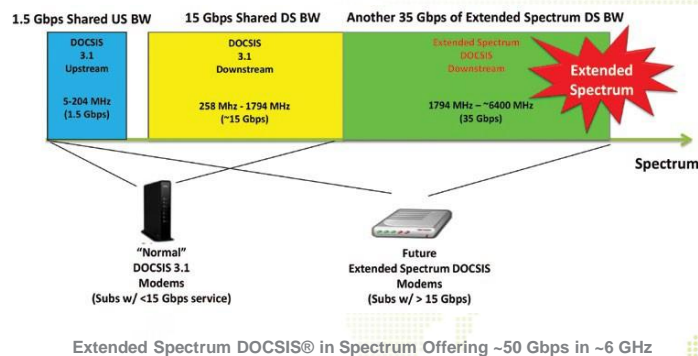 1.5 Gbps Shared US BW
15 Gbps Shared DS BW
Another 35 Gbps of Extended Spectrum DS BW
DOCSIS
3.1
Upstream
5-204 MHz
(1.5 Gbps)
DOCSIS
3.1
Downstream
258 Mhz - 1794 MHz
(~15 Gbps)
Extended Spectrum
DOCSIS
Downstream
1794 MHz – ~6400 MHz
(35 Gbps)
Extended
Spectrum
Spectrum
“Normal”
DOCSIS 3.1
Modems
(Subs w/ <15 Gbps service)
Future
Extended Spectrum DOCSIS
Modems
(Subs w/ > 15 Gbps)
Extended Spectrum DOCSIS® in Spectrum Offering ~50 Gbps in ~6 GHz